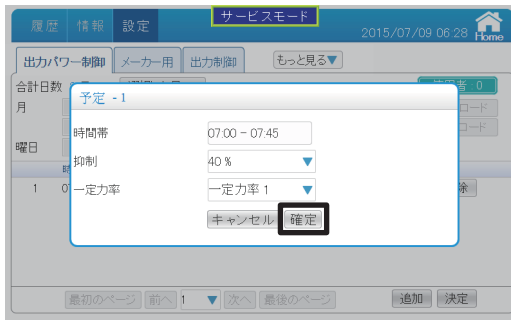 サービスモード
履歴 情報 設定 2015/07/09 06:28 Home
出力パワー制御 メーカー用 出力制御 もっと見る▼
合計日数
予定 -1
月
時間帯 07:00 - 07:45
曜日
抑制 40 % ▼
1 0 一定力率 一定力率 1 ▼ 除
キャンセル 確定
最初のページ 前へ 1 ▼ 次へ 最後のページ 追加 決定